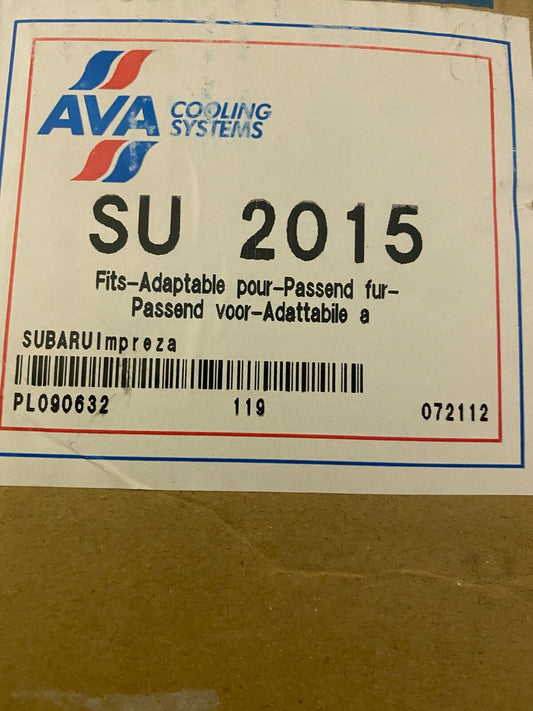 AVA COOLING
SYSTEMS
SU 2015
Fits-Adaptable pour-Passend fur-
Passend voor-Adattabile a
SUBARUImpreza
PL090632 119 072112